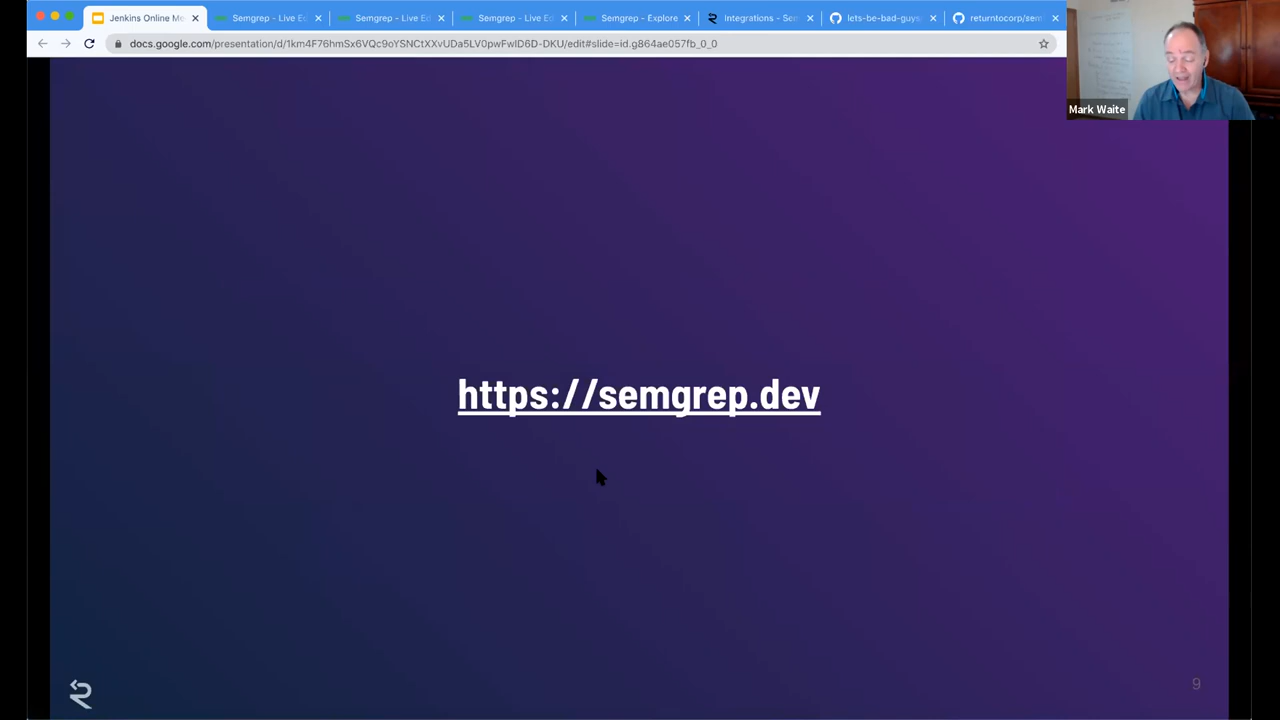 Jenkins Online Me
Semgrep - Live Ed
Semgrep - Live Ed
Semgrep - Live Ed
Semgrep - Explore
Integrations - Sem
lets-be-bad-guys
returntocorp/sem
docs.google.com/presentation/d/1km4F76hmSx6VQc9oYSNCtXXvUDa5LV0pwFwID6D-DKU/edit#slide=id.g864ae057fb_0_0
Mark Waite
https://semgrep.dev
9